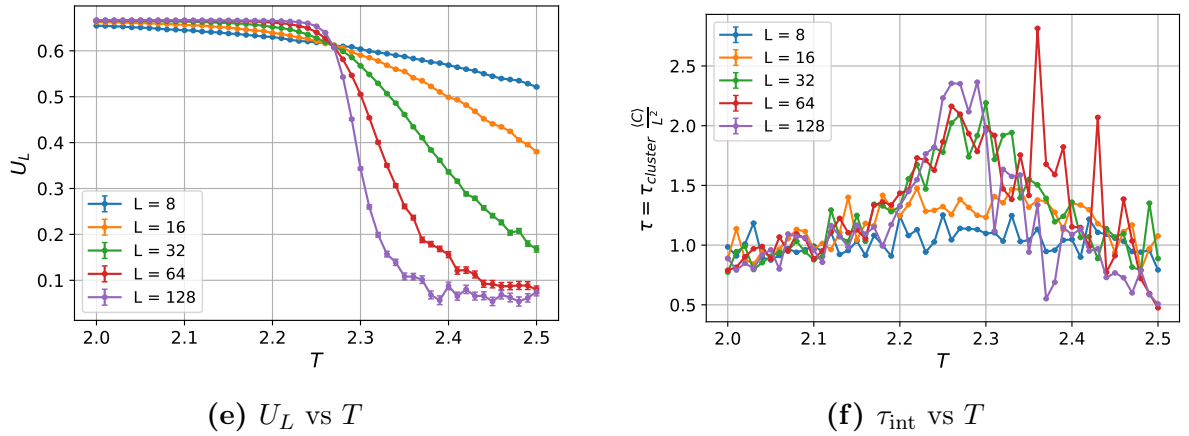 0.6
0.5
0.4
0.3
0.2
0.1
U_L
L = 8
L = 16
L = 32
L = 64
L = 128
2.0 2.1 2.2 2.3 2.4 2.5
T
(e) U_L vs T
2.5
2.0
1.5
1.0
0.5
τ = τ_cluster ⟨C⟩/L²
L = 8
L = 16
L = 32
L = 64
L = 128
2.0 2.1 2.2 2.3 2.4 2.5
T
(f) τ_int vs T